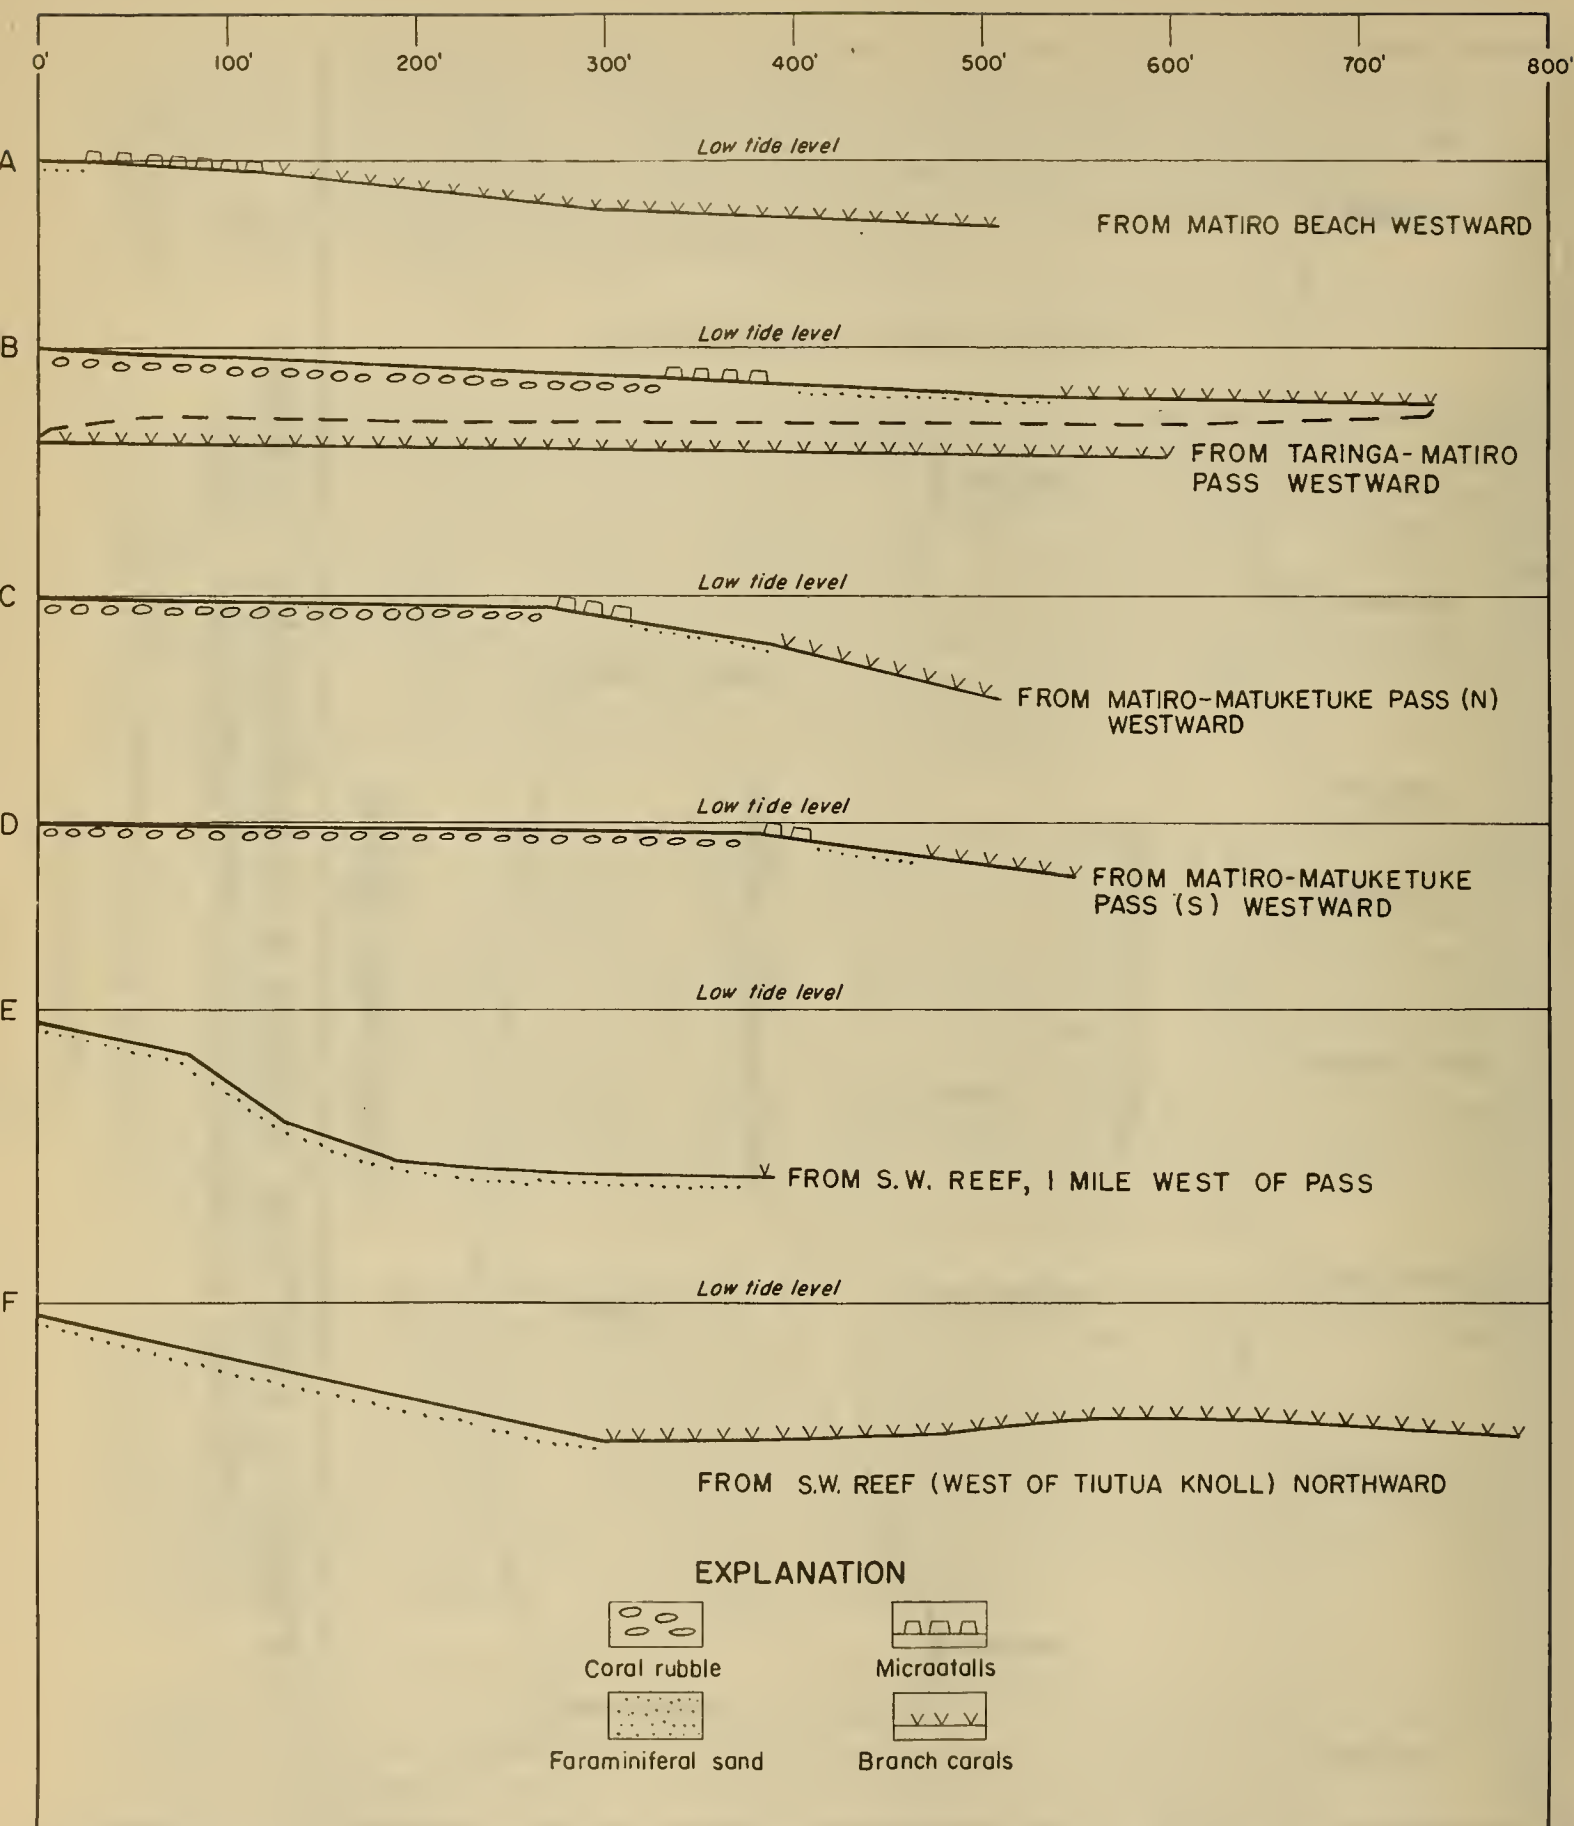 0' 100' 200' 300' 400' 500' 600' 700' 800'
Low tide level
A
FROM MATIRO BEACH WESTWARD
Low tide level
B
FROM TARINGA-MATIRO
PASS WESTWARD
Low tide level
C
FROM MATIRO-MATUKETUKE PASS (N)
WESTWARD
Low tide level
D
FROM MATIRO-MATUKETUKE
PASS (S) WESTWARD
Low tide level
E
FROM S.W. REEF, 1 MILE WEST OF PASS
Low tide level
F
FROM S.W. REEF (WEST OF TIUTUA KNOLL) NORTHWARD
EXPLANATION
Coral rubble
Micraatalls
Faraminiferal sand
Branch carals